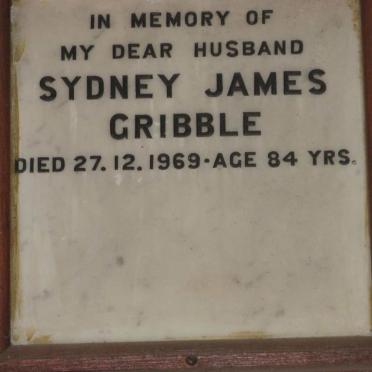 IN MEMORY OF
MY DEAR HUSBAND
SYDNEY JAMES
GRIBBLE
DIED 27.12.1969·AGE 84 YRS.